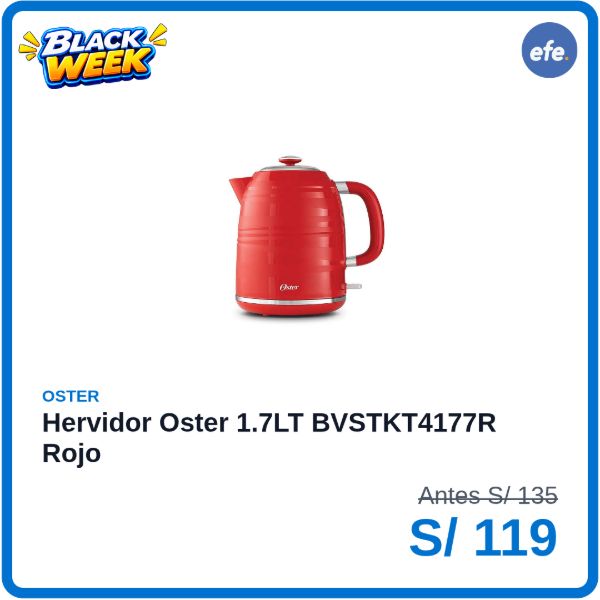 BLACK
WEEK
efe.
Oster
OSTER
Hervidor Oster 1.7LT BVSTKT4177R
Rojo
Antes S/ 135
S/ 119